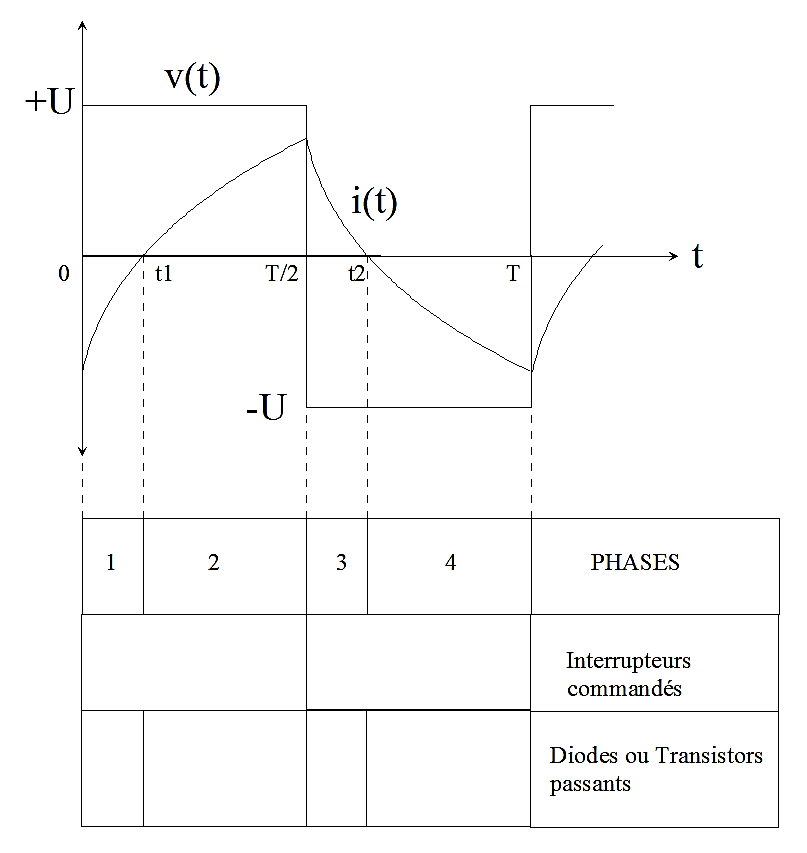 v(t)
+U
i(t)
0 t1 T/2 t2 T t
-U
1 2 3 4 PHASES
Interrupteurs
commandés
Diodes ou Transistors
passants